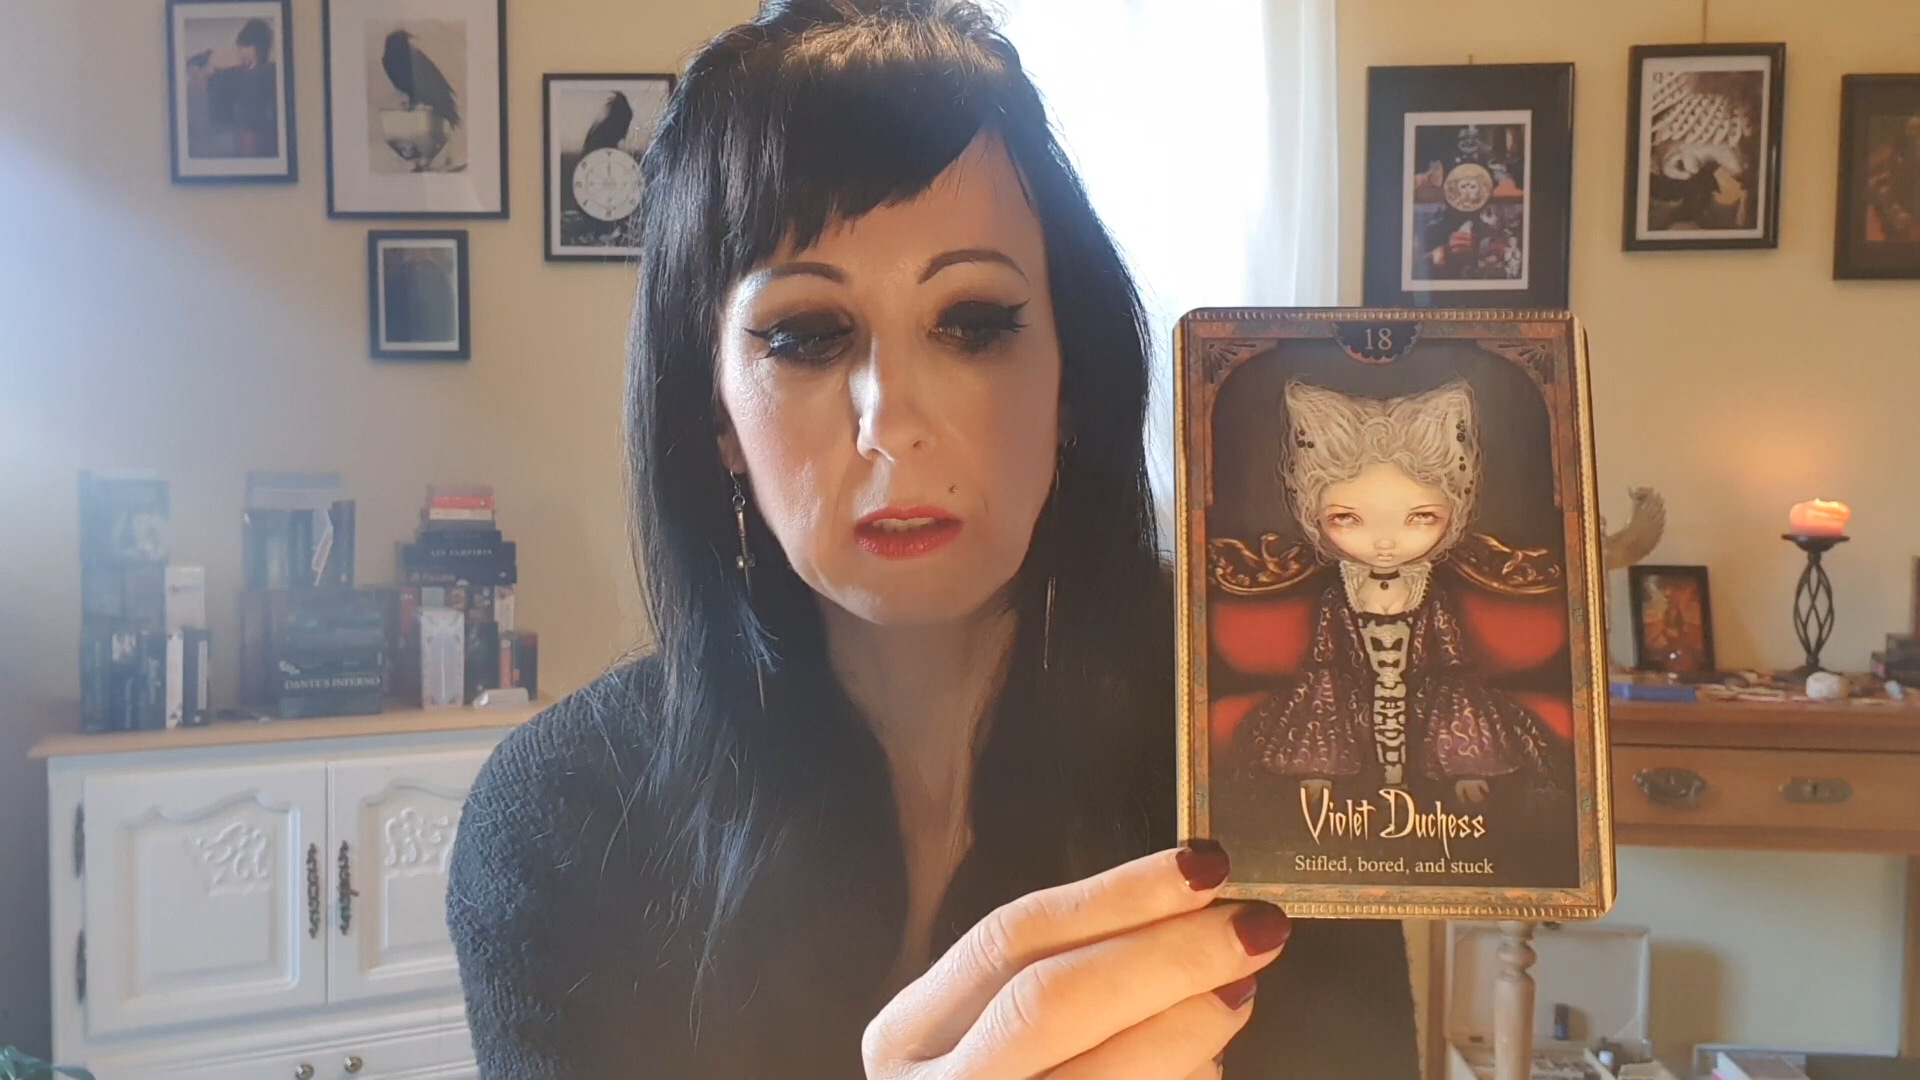 18
Violet Duchess
Stifled, bored, and stuck
DANTE'S INFERNO